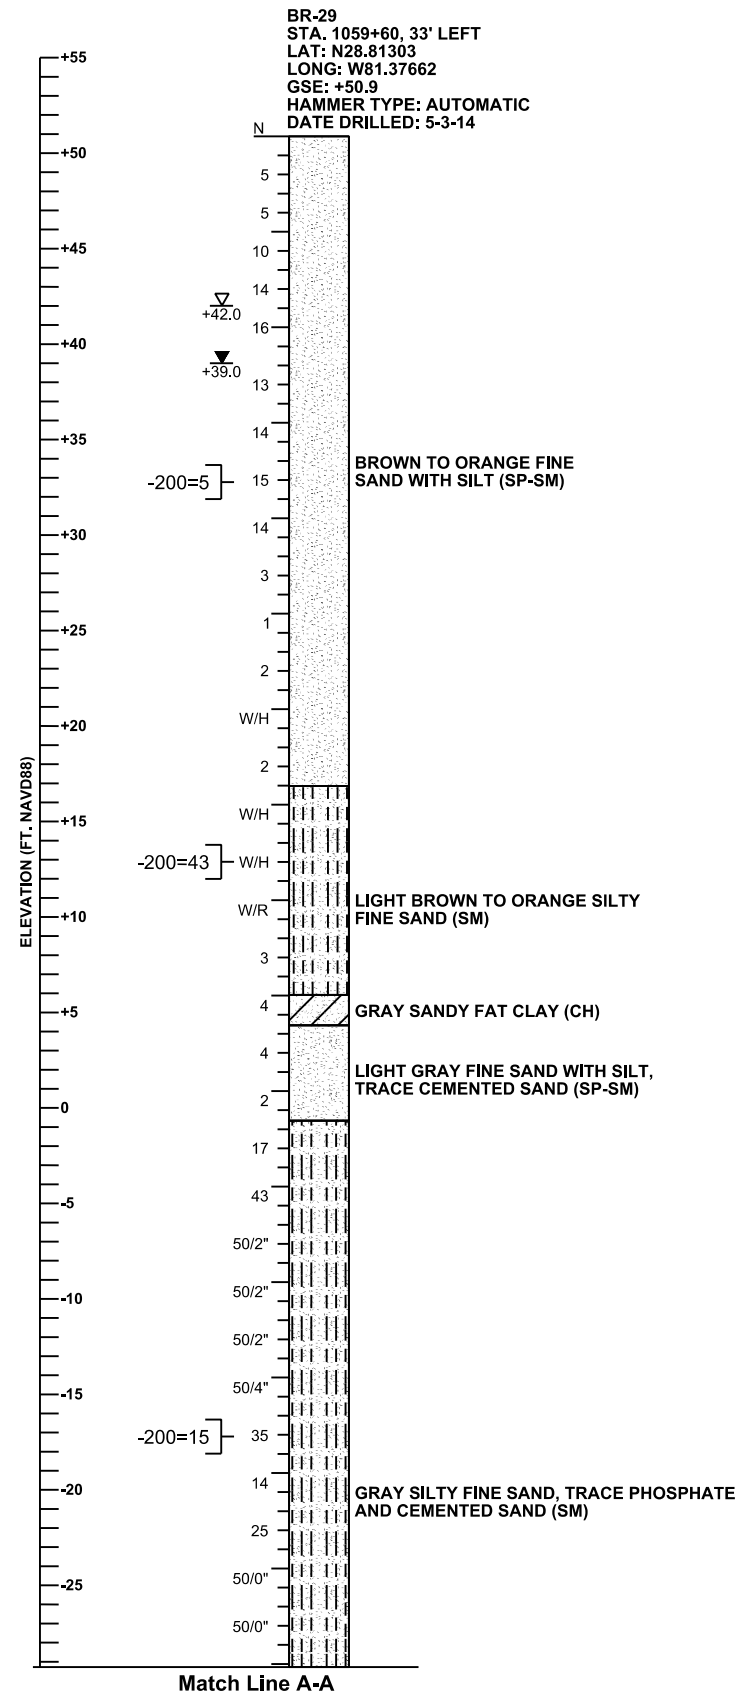 BR-29
STA. 1059+60, 33' LEFT
LAT: N28.81303
LONG: W81.37662
GSE: +50.9
HAMMER TYPE: AUTOMATIC
DATE DRILLED: 5-3-14
N
+55
+50
5
5
+45
10
14
+42.0
16
+40
+39.0
13
14
+35
BROWN TO ORANGE FINE
SAND WITH SILT (SP-SM)
-200=5
15
14
+30
3
1
+25
2
W/H
+20
2
W/H
+15
-200=43
W/H
ELEVATION (FT. NAVD88)
LIGHT BROWN TO ORANGE SILTY
FINE SAND (SM)
W/R
+10
3
4
+5
GRAY SANDY FAT CLAY (CH)
4
LIGHT GRAY FINE SAND WITH SILT,
TRACE CEMENTED SAND (SP-SM)
2
0
17
43
-5
50/2"
50/2"
-10
50/2"
50/4"
-15
-200=15
35
14
-20
GRAY SILTY FINE SAND, TRACE PHOSPHATE
AND CEMENTED SAND (SM)
25
50/0"
-25
50/0"
Match Line A-A